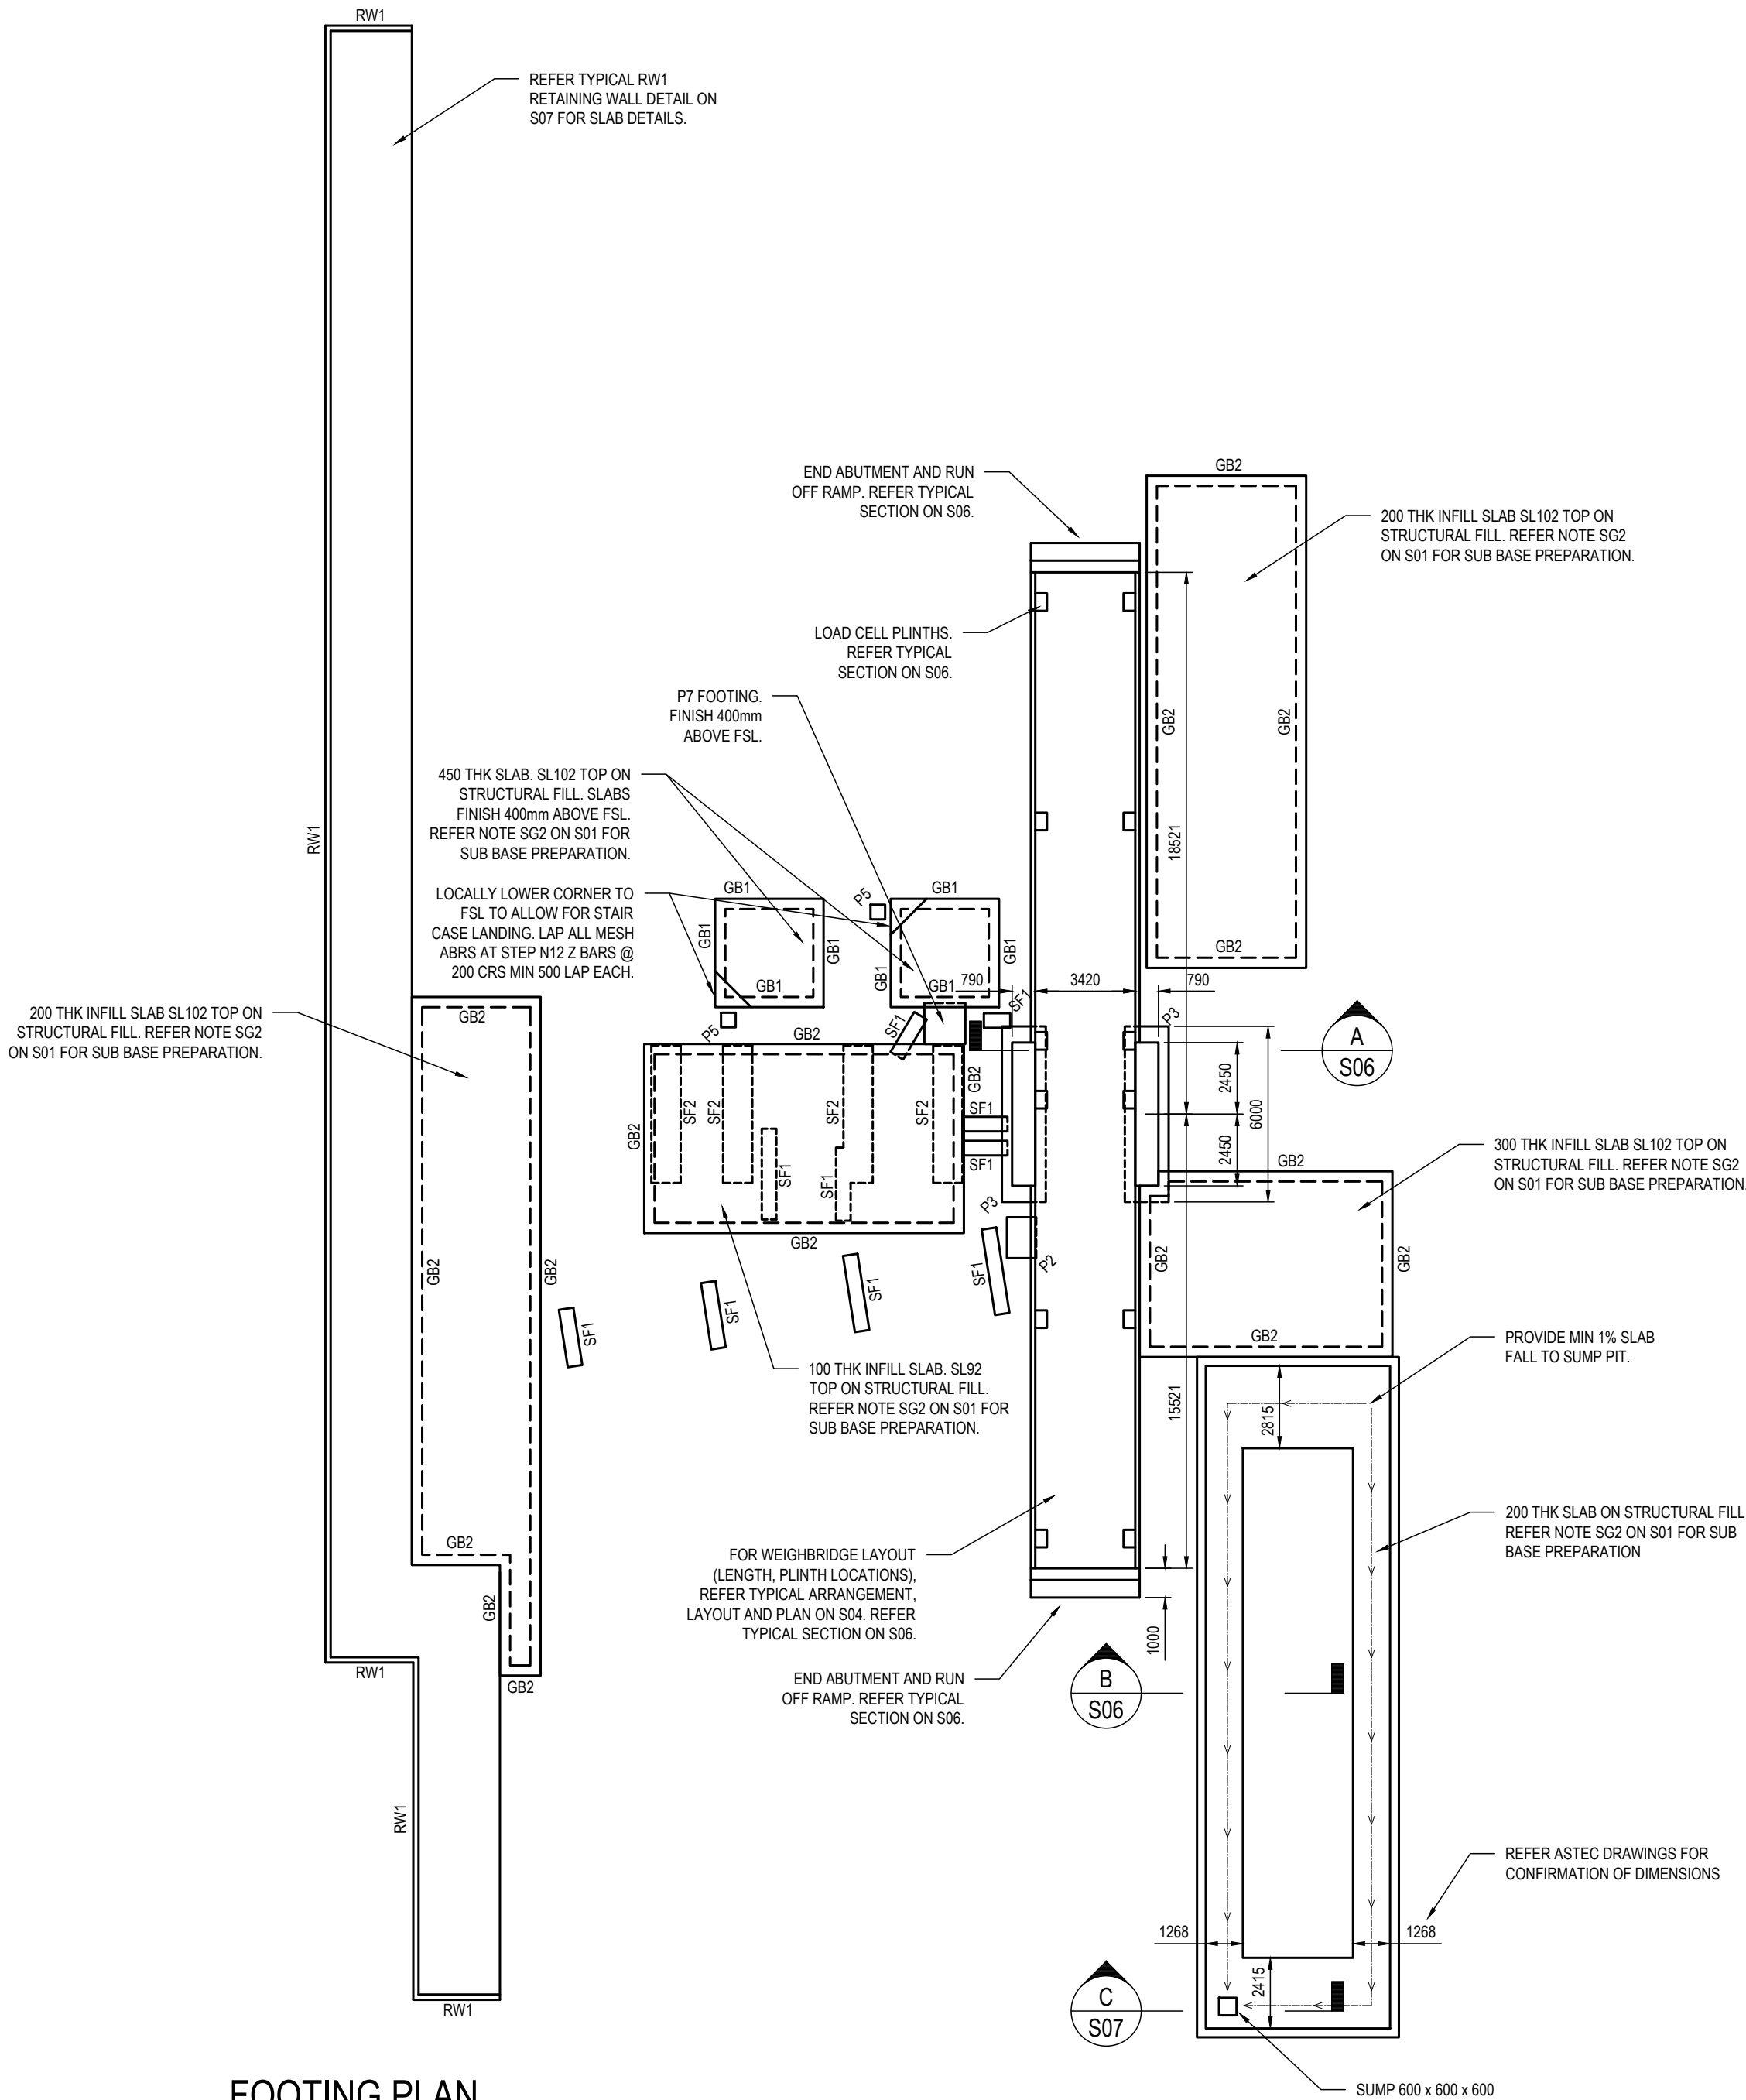 RW1
REFER TYPICAL RW1
RETAINING WALL DETAIL ON
S07 FOR SLAB DETAILS.
END ABUTMENT AND RUN
OFF RAMP. REFER TYPICAL
SECTION ON S06.
GB2
200 THK INFILL SLAB SL102 TOP ON
STRUCTURAL FILL. REFER NOTE SG2
ON S01 FOR SUB BASE PREPARATION.
LOAD CELL PLINTHS.
REFER TYPICAL
SECTION ON S06.
P7 FOOTING.
FINISH 400mm
ABOVE FSL.
GB2
GB2
18521
450 THK SLAB. SL102 TOP ON
STRUCTURAL FILL. SLABS
FINISH 400mm ABOVE FSL.
REFER NOTE SG2 ON S01 FOR
SUB BASE PREPARATION.
RW1
LOCALLY LOWER CORNER TO
FSL TO ALLOW FOR STAIR
CASE LANDING. LAP ALL MESH
ABRS AT STEP N12 Z BARS @
200 CRS MIN 500 LAP EACH.
GB1
P5
GB1
GB1
GB1
GB1
GB1
GB2
GB1
GB1
790
3420
790
200 THK INFILL SLAB SL102 TOP ON
STRUCTURAL FILL. REFER NOTE SG2
ON S01 FOR SUB BASE PREPARATION.
GB2
P5
GB2
SF1
SF1
P3
A
S06
GB2
2450
6000
2450
SF2
SF2
SF2
SF2
SF1
SF1
GB2
SF1
SF1
300 THK INFILL SLAB SL102 TOP ON
STRUCTURAL FILL. REFER NOTE SG2
ON S01 FOR SUB BASE PREPARATION.
GB2
P3
GB2
P2
GB2
GB2
GB2
GB2
SF1
SF1
SF1
SF1
GB2
PROVIDE MIN 1% SLAB
FALL TO SUMP PIT.
100 THK INFILL SLAB. SL92
TOP ON STRUCTURAL FILL.
REFER NOTE SG2 ON S01 FOR
SUB BASE PREPARATION.
15521
2815
200 THK SLAB ON STRUCTURAL FILL
REFER NOTE SG2 ON S01 FOR SUB
BASE PREPARATION
GB2
FOR WEIGHBRIDGE LAYOUT
(LENGTH, PLINTH LOCATIONS),
REFER TYPICAL ARRANGEMENT,
LAYOUT AND PLAN ON S04. REFER
TYPICAL SECTION ON S06.
GB2
1000
RW1
GB2
END ABUTMENT AND RUN
OFF RAMP. REFER TYPICAL
SECTION ON S06.
B
S06
RW1
REFER ASTEC DRAWINGS FOR
CONFIRMATION OF DIMENSIONS
1268
1268
2415
RW1
C
S07
FOOTING PLAN
SUMP 600 x 600 x 600